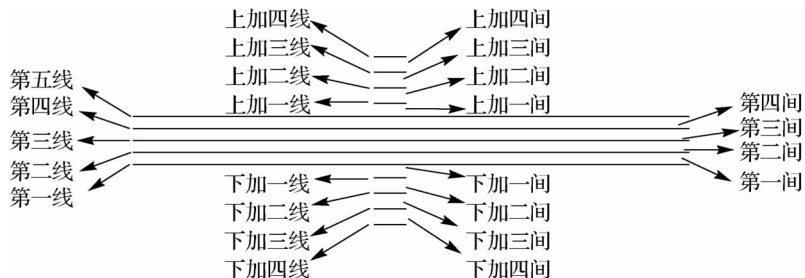 上加四线 上加四间
上加三线 上加三间
上加二线 上加二间
上加一线 上加一间
第五线
第四线
第三线
第二线
第一线
第四间
第三间
第二间
第一间
下加一线 下加一间
下加二线 下加二间
下加三线 下加三间
下加四线 下加四间